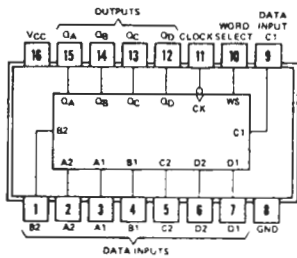 OUTPUTS
DATA
WORD INPUT
VCC QA QB QC QD CLOCK SELECT C1
16 15 14 13 12 11 10 9
QA QB QC QD CK WS
B2 C1
A2 A1 B1 C2 D2 D1
1 2 3 4 5 6 7 8
B2 A2 A1 B1 C2 D2 D1 GND
DATA INPUTS